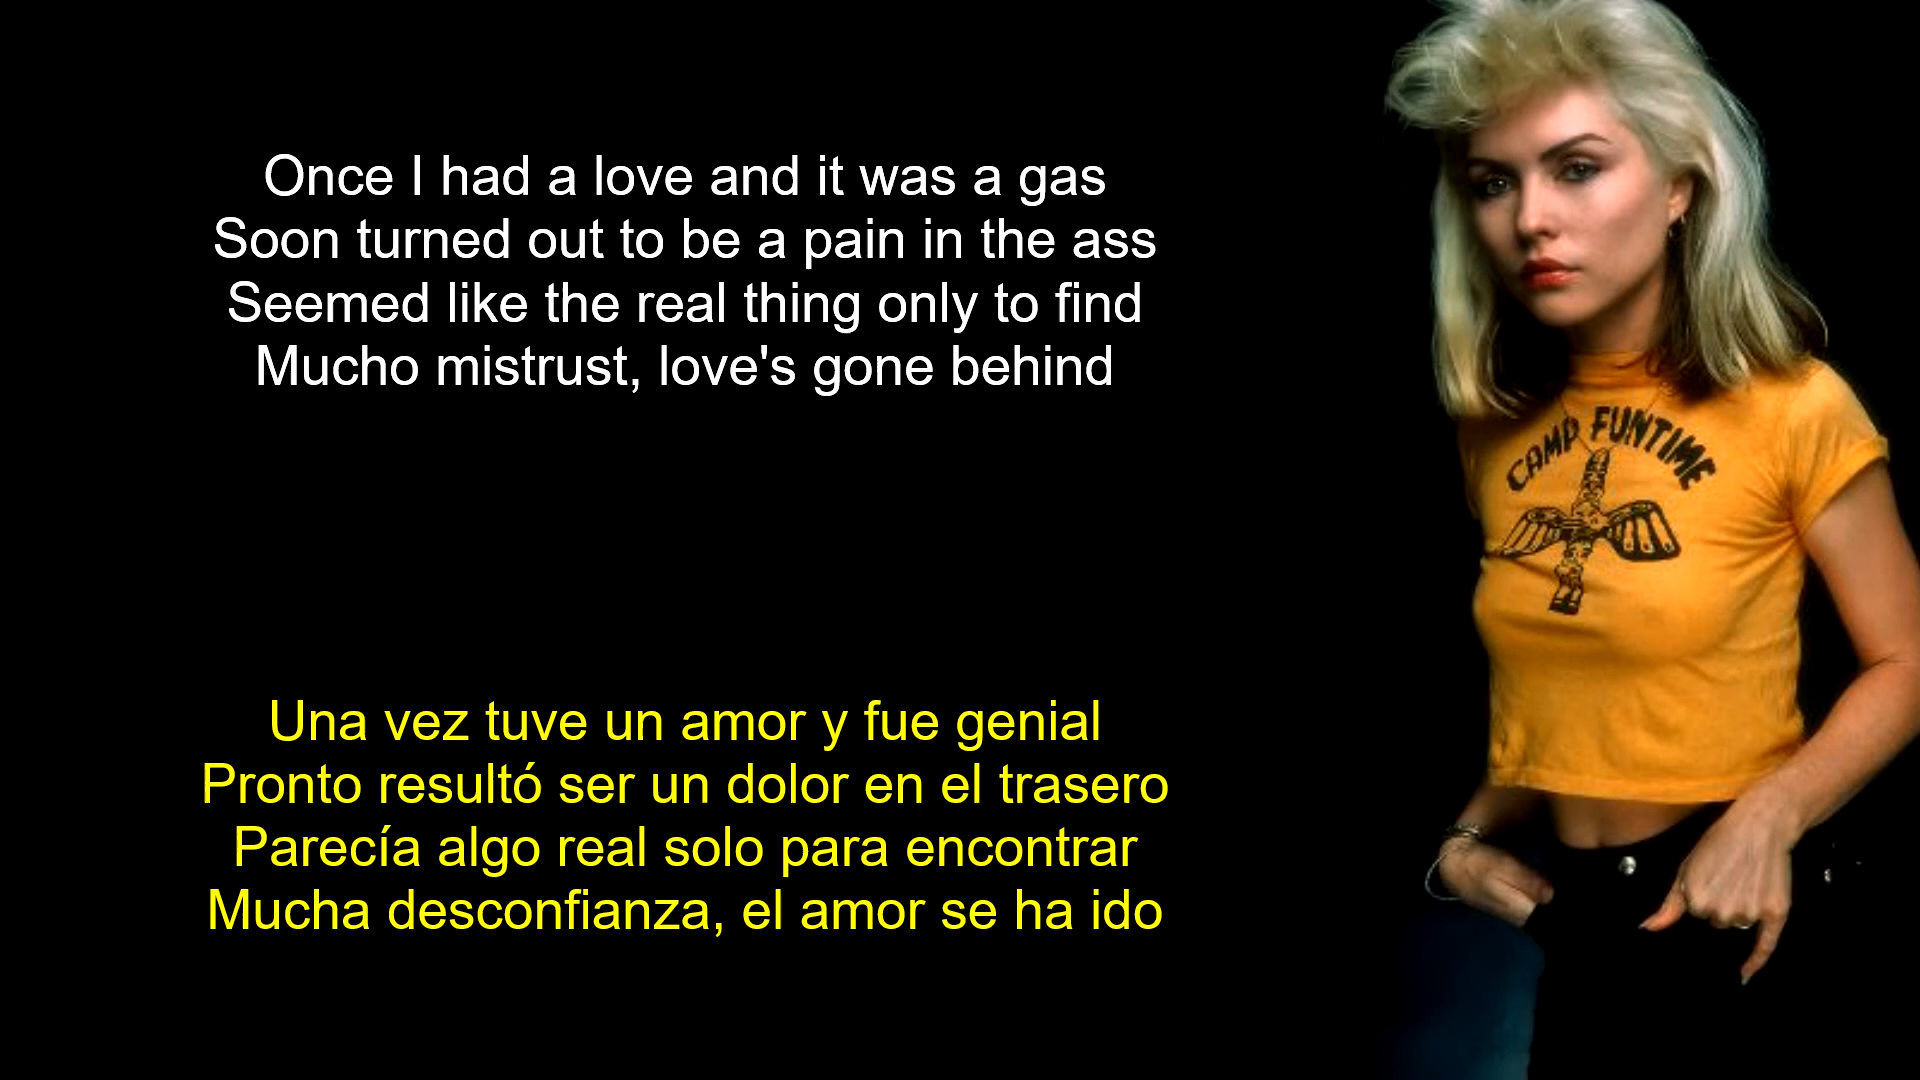 Once I had a love and it was a gas
Soon turned out to be a pain in the ass
Seemed like the real thing only to find
Mucho mistrust, love's gone behind
CAMP FUNTIME
Una vez tuve un amor y fue genial
Pronto resultó ser un dolor en el trasero
Parecía algo real solo para encontrar
Mucha desconfianza, el amor se ha ido